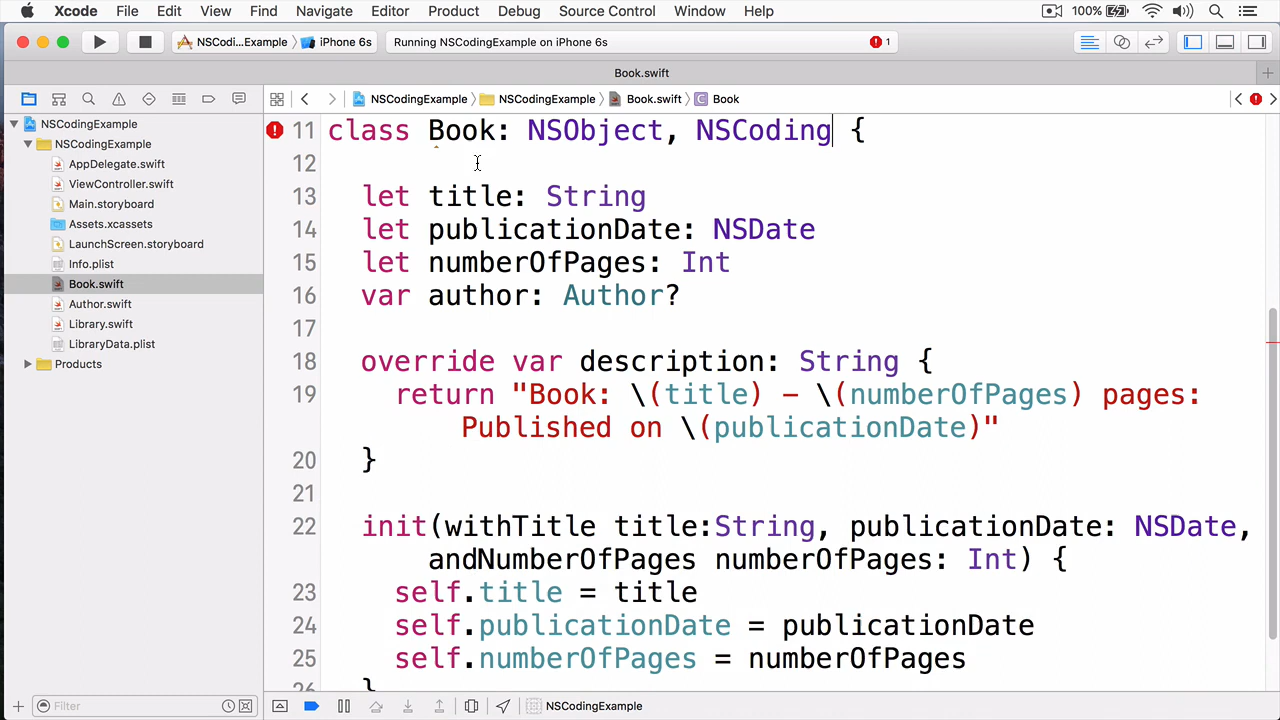 Xcode File Edit View Find Navigate Editor Product Debug Source Control Window Help 100%
NSCodi...Example iPhone 6s Running NSCodingExample on iPhone 6s 1
Book.swift
NSCodingExample NSCodingExample Book.swift C Book
NSCodingExample
NSCodingExample
AppDelegate.swift
ViewController.swift
Main.storyboard
Assets.xcassets
LaunchScreen.storyboard
Info.plist
Book.swift
Author.swift
Library.swift
LibraryData.plist
Products
Filter
11 class Book: NSObject, NSCoding {
12
13 let title: String
14 let publicationDate: NSDate
15 let numberOfPages: Int
16 var author: Author?
17
18 override var description: String {
19 return "Book: \(title) – \(numberOfPages) pages:
Published on \(publicationDate)"
20 }
21
22 init(withTitle title:String, publicationDate: NSDate,
andNumberOfPages numberOfPages: Int) {
23 self.title = title
24 self.publicationDate = publicationDate
25 self.numberOfPages = numberOfPages
26 }
NSCodingExample